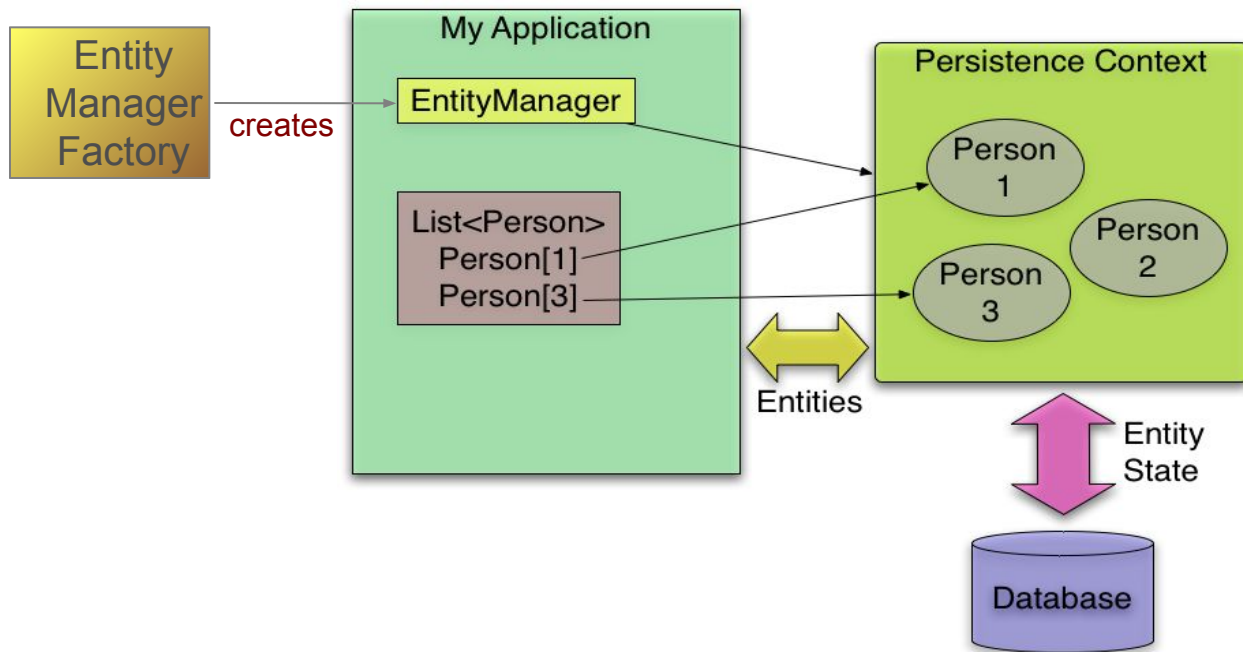 Entity
Manager
Factory
creates
My Application
EntityManager
List<Person>
Person[1]
Person[3]
Persistence Context
Person
1
Person
2
Person
3
Entities
Entity
State
Database